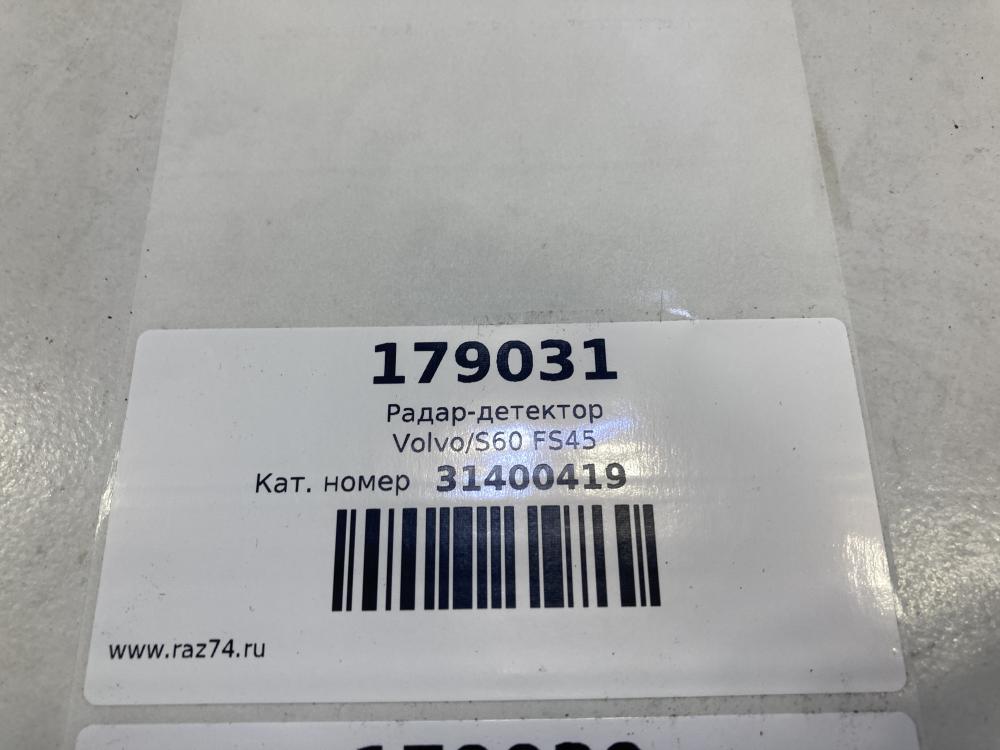 179031
Радар-детектор
Volvo/S60 FS45
Кат. номер 31400419
www.raz74.ru